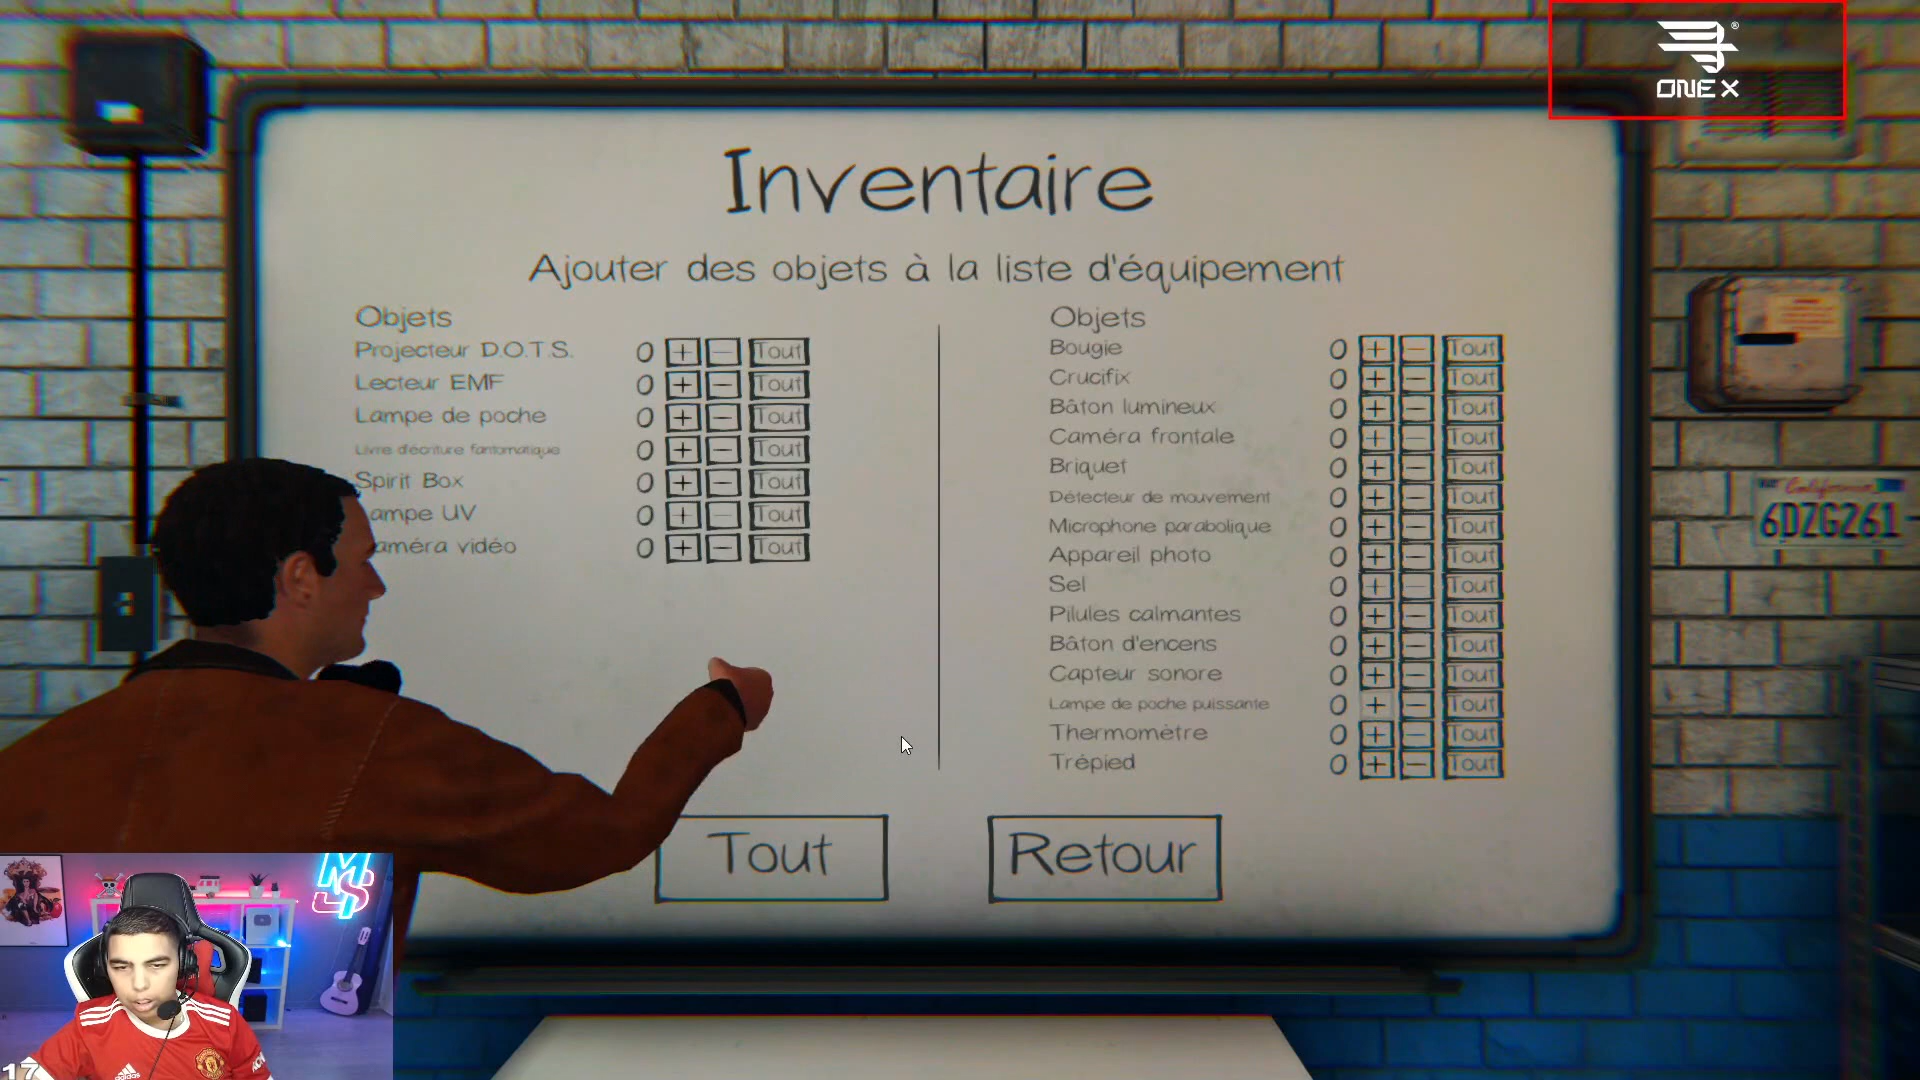 ONE X
Inventaire
Ajouter des objets à la liste d'équipement
Objets
Projecteur D.O.T.S. 0 + - Tout
Lecteur EMF 0 + - Tout
Lampe de poche 0 + - Tout
Livre d'écriture fantomatique 0 + - Tout
Spirit Box 0 + - Tout
ampe UV 0 + - Tout
améra vidéo 0 + - Tout
Objets
Bougie 0 + - Tout
Crucifix 0 + - Tout
Bâton lumineux 0 + - Tout
Caméra frontale 0 + - Tout
Briquet 0 + - Tout
Détecteur de mouvement 0 + - Tout
Microphone parabolique 0 + - Tout
Appareil photo 0 + - Tout
Sel 0 + - Tout
Pilules calmantes 0 + - Tout
Bâton d'encens 0 + - Tout
Capteur sonore 0 + - Tout
Lampe de poche puissante 0 + - Tout
Thermomètre 0 + - Tout
Trépied 0 + - Tout
Tout
Retour
California
6DZG261
MJ
adidas
17